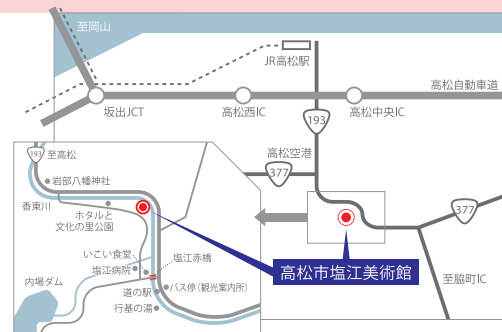 至岡山
JR高松駅
高松自動車道
坂出JCT
高松西IC
高松中央IC
193
高松空港
377
193
至高松
岩部八幡神社
香東川
ホタルと
文化の里公園
377
いこい食堂
塩江病院
塩江赤橋
高松市塩江美術館
内場ダム
道の駅
バス停（観光案内所）
行基の湯
至脇町IC